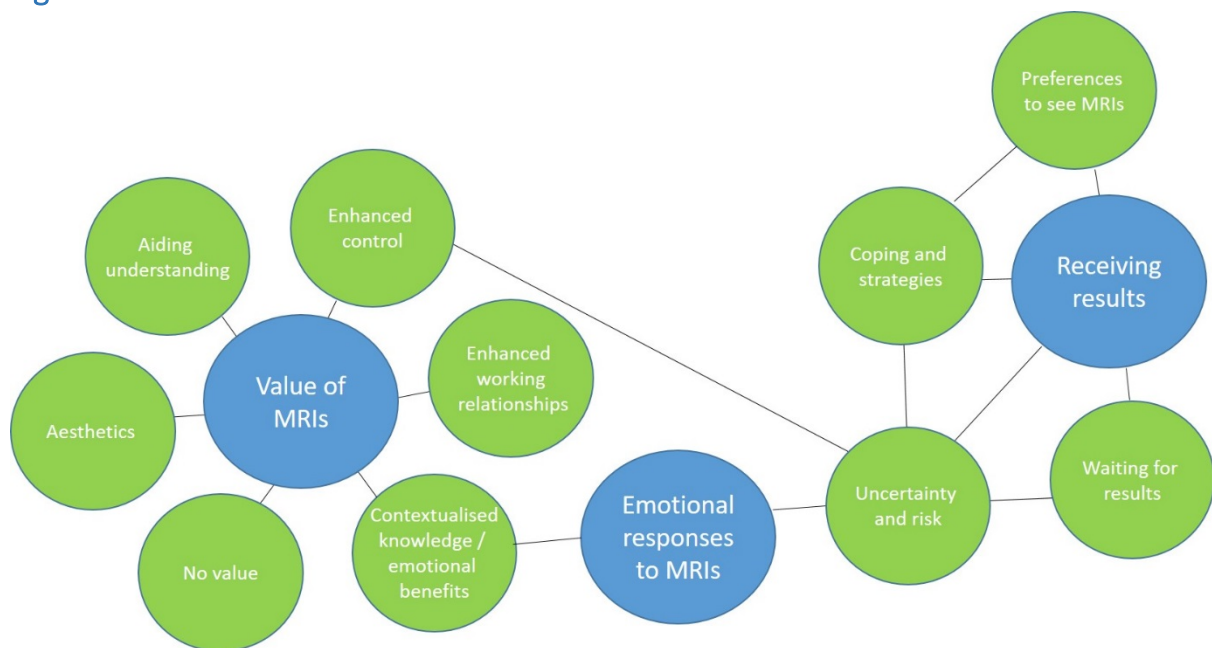 Preferences
to see MRIs
Enhanced
control
Aiding
understanding
Coping and
strategies
Receiving
results
Enhanced
working
relationships
Value of
MRIs
Aesthetics
Waiting for
results
Uncertainty
and risk
Emotional
responses
to MRIs
Contextualised
knowledge /
emotional
benefits
No value